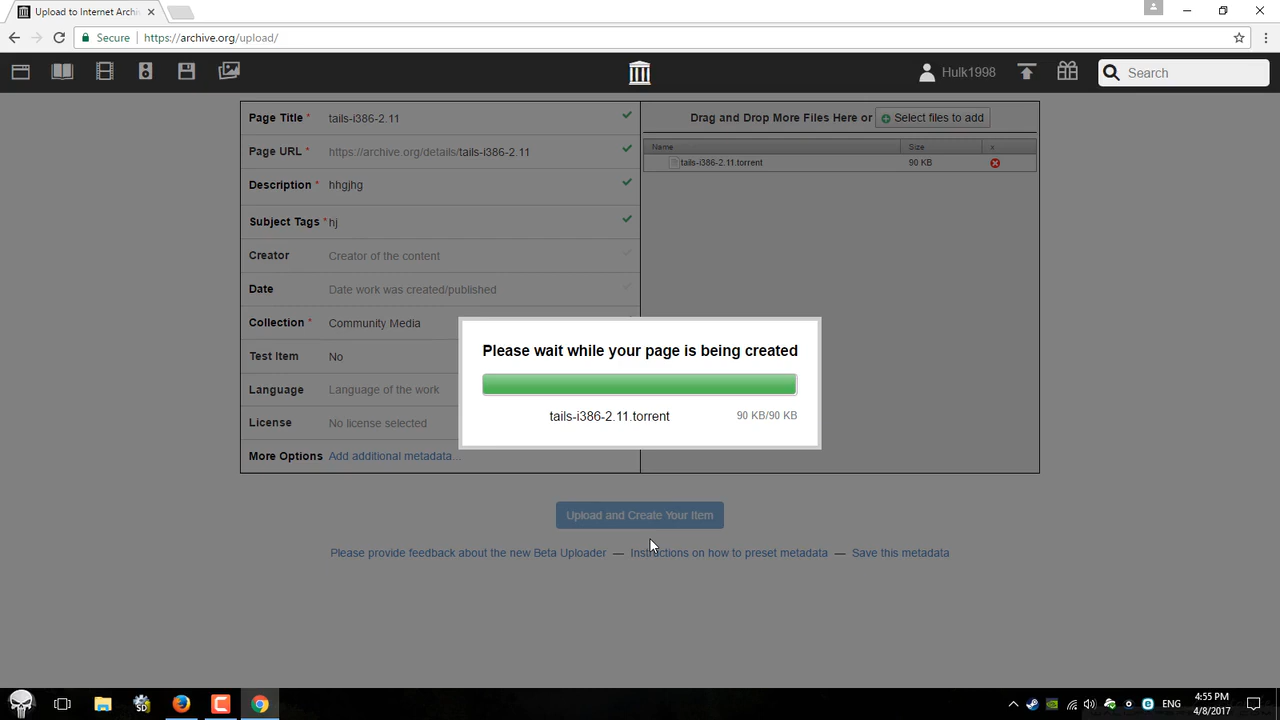 Upload to Internet Archi
Secure https://archive.org/upload/
Hulk1998
Search
Page Title * tails-i386-2.11
Page URL * https://archive.org/details/tails-i386-2.11
Description * hhgjhg
Subject Tags * hj
Creator Creator of the content
Date Date work was created/published
Collection * Community Media
Test Item No
Language Language of the work
License No license selected
More Options Add additional metadata...
Drag and Drop More Files Here or Select files to add
Name Size x
tails-i386-2.11.torrent 90 KB
Please wait while your page is being created
tails-i386-2.11.torrent 90 KB/90 KB
Upload and Create Your Item
Please provide feedback about the new Beta Uploader — Instructions on how to preset metadata — Save this metadata
SD
ENG
4:55 PM
4/8/2017